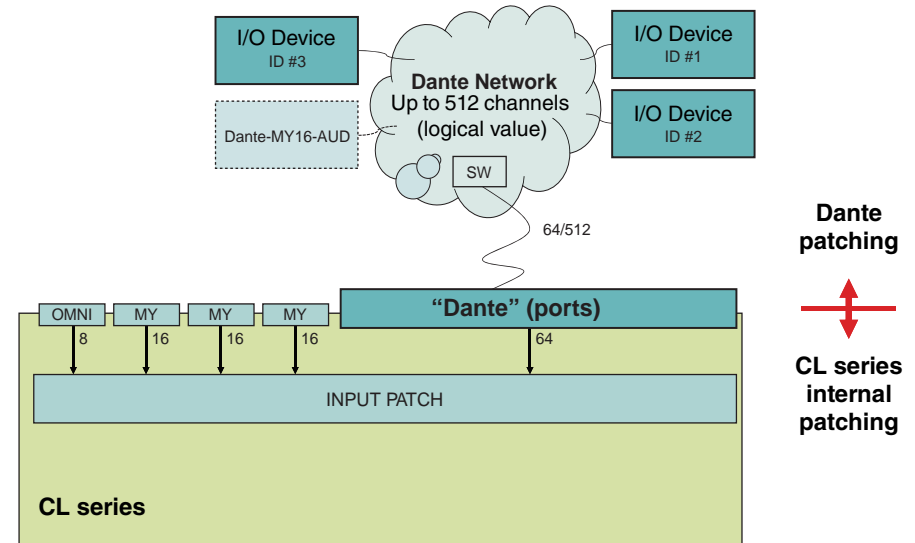 I/O Device
ID #3
Dante-MY16-AUD
Dante Network
Up to 512 channels
(logical value)
SW
I/O Device
ID #1
I/O Device
ID #2
64/512
Dante
patching
CL series
internal
patching
OMNI
MY
MY
MY
“Dante” (ports)
8
16
16
16
64
INPUT PATCH
CL series